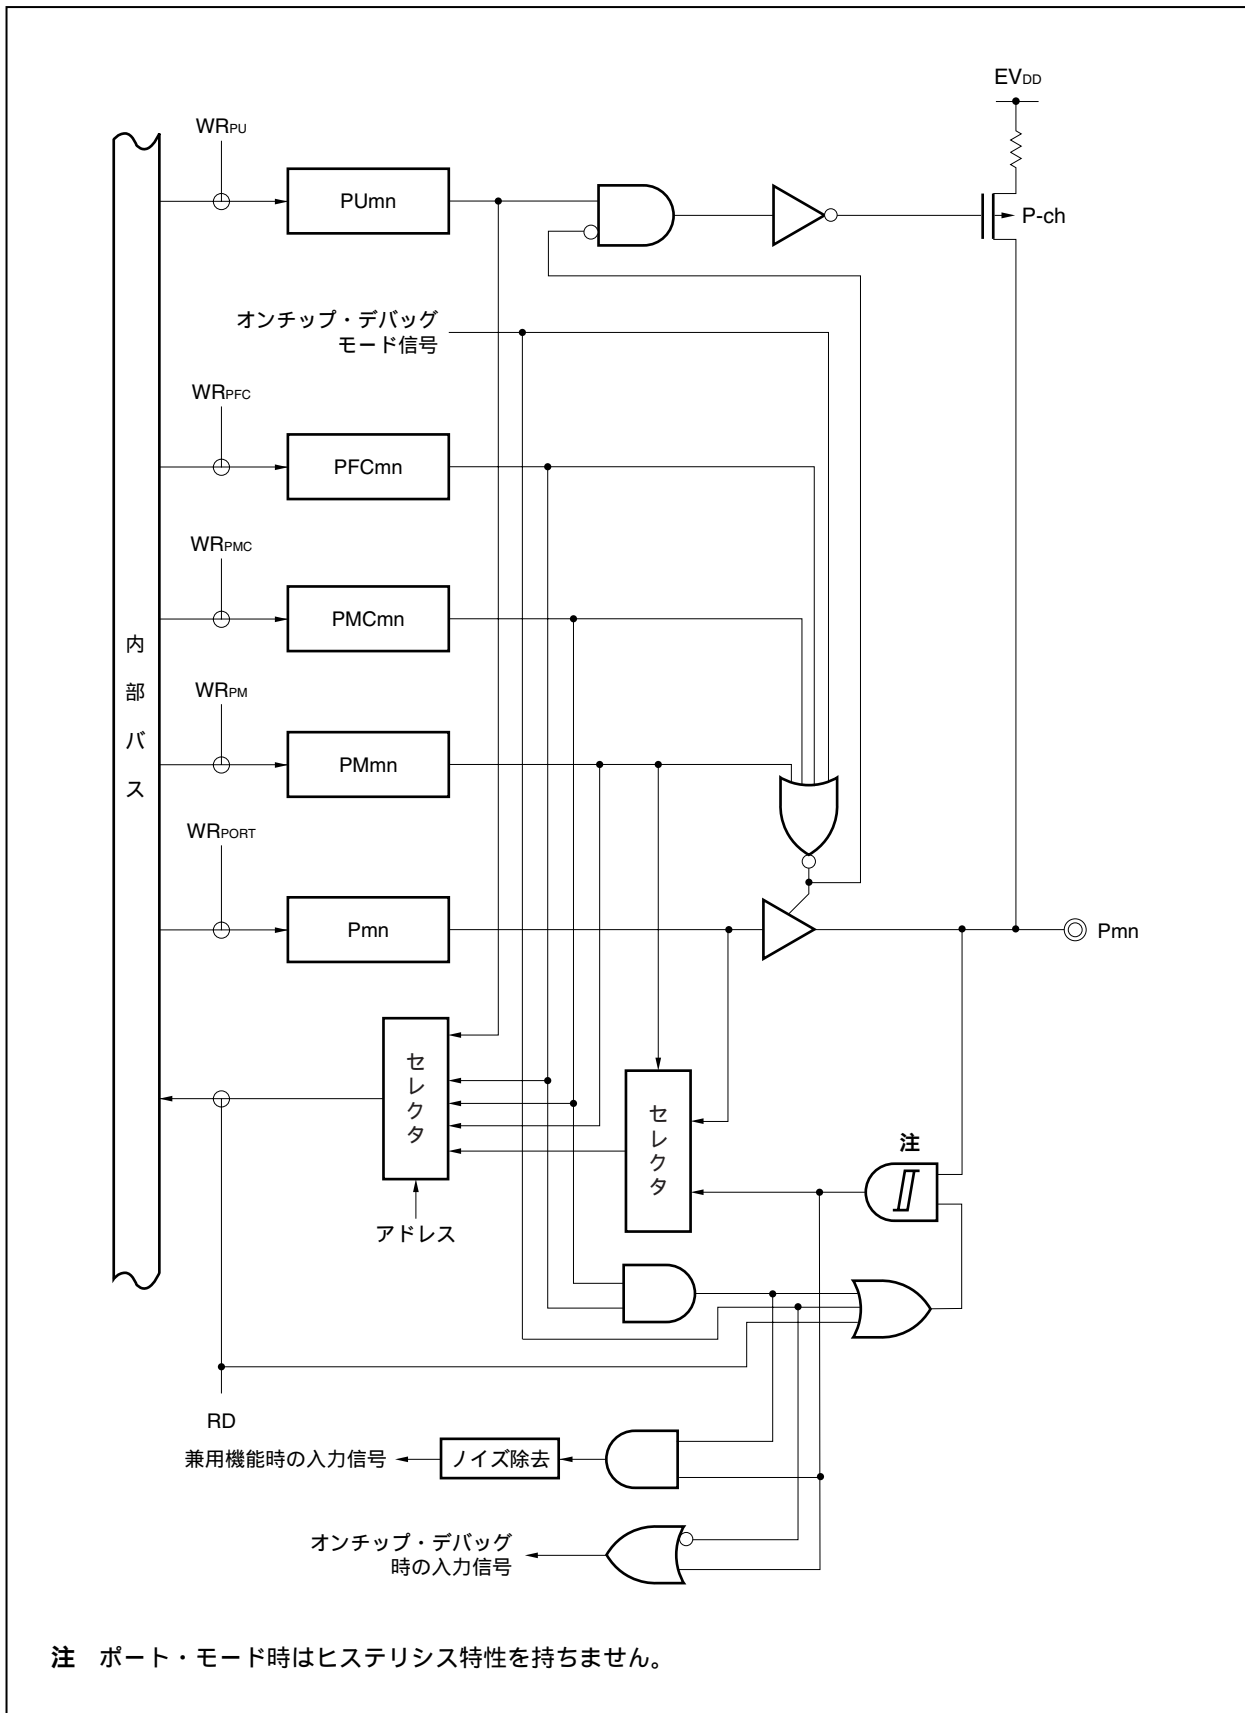 EVDD
WRPU
PUmn
P-ch
オンチップ・デバッグ
モード信号
WRPFC
PFCmn
WRPMC
PMCmn
内部バス
WRPM
PMmn
WRPORT
Pmn
Pmn
セレクタ
セレクタ
注
アドレス
RD
兼用機能時の入力信号
ノイズ除去
オンチップ・デバッグ
時の入力信号
注 ポート・モード時はヒステリシス特性を持ちません。